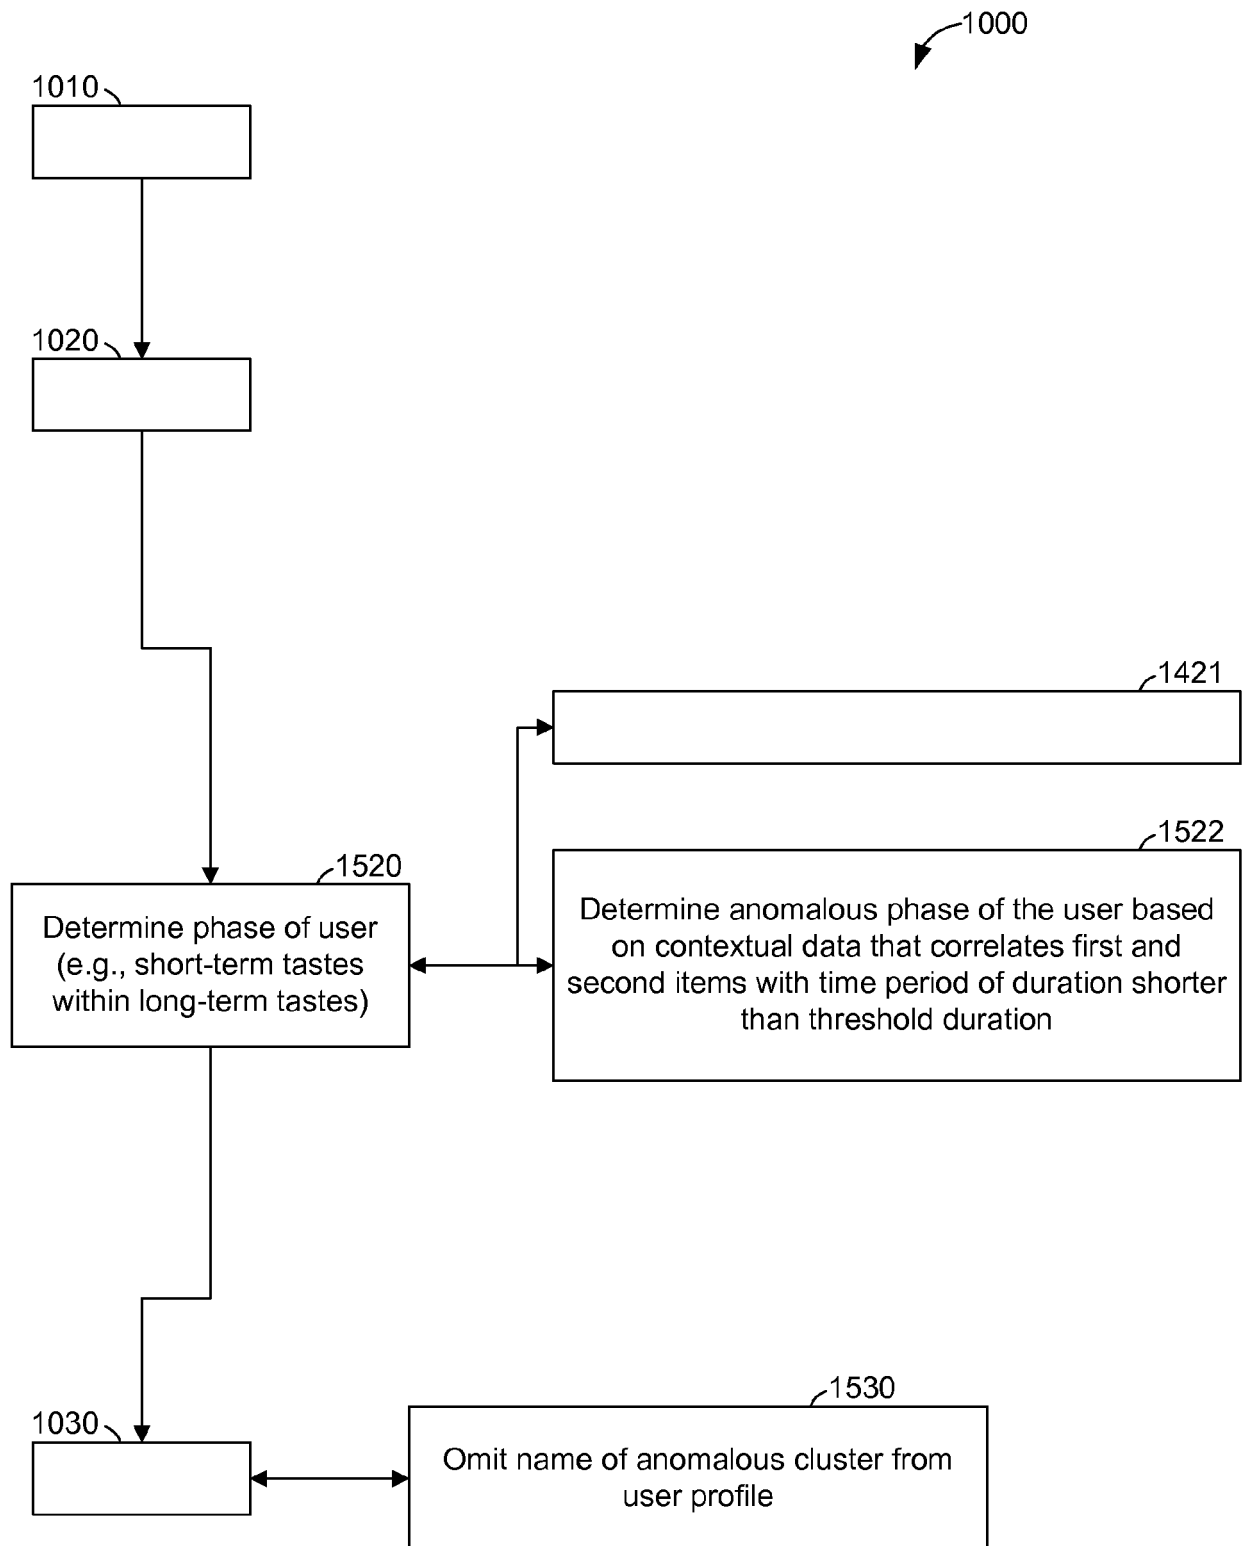 1000
1010
1020
1421
1522
Determine anomalous phase of the user based
on contextual data that correlates first and
second items with time period of duration shorter
than threshold duration
1520
Determine phase of user
(e.g., short-term tastes
within long-term tastes)
1530
Omit name of anomalous cluster from
user profile
1030